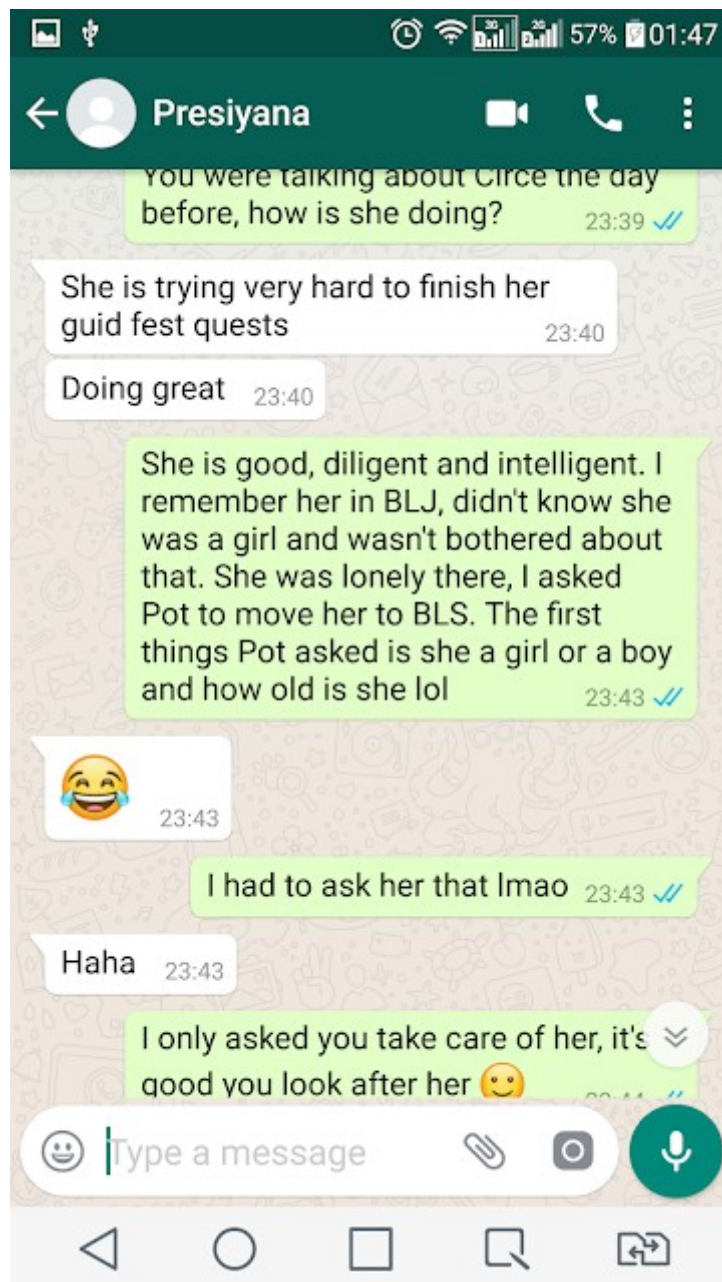 57% 01:47
Presiyana
You were talking about Circe the day
before, how is she doing? 23:39
She is trying very hard to finish her
guid fest quests 23:40
Doing great 23:40
She is good, diligent and intelligent. I
remember her in BLJ, didn't know she
was a girl and wasn't bothered about
that. She was lonely there, I asked
Pot to move her to BLS. The first
things Pot asked is she a girl or a boy
and how old is she lol 23:43
😂 23:43
I had to ask her that lmao 23:43
Haha 23:43
I only asked you take care of her, it's
good you look after her 🙂
Type a message